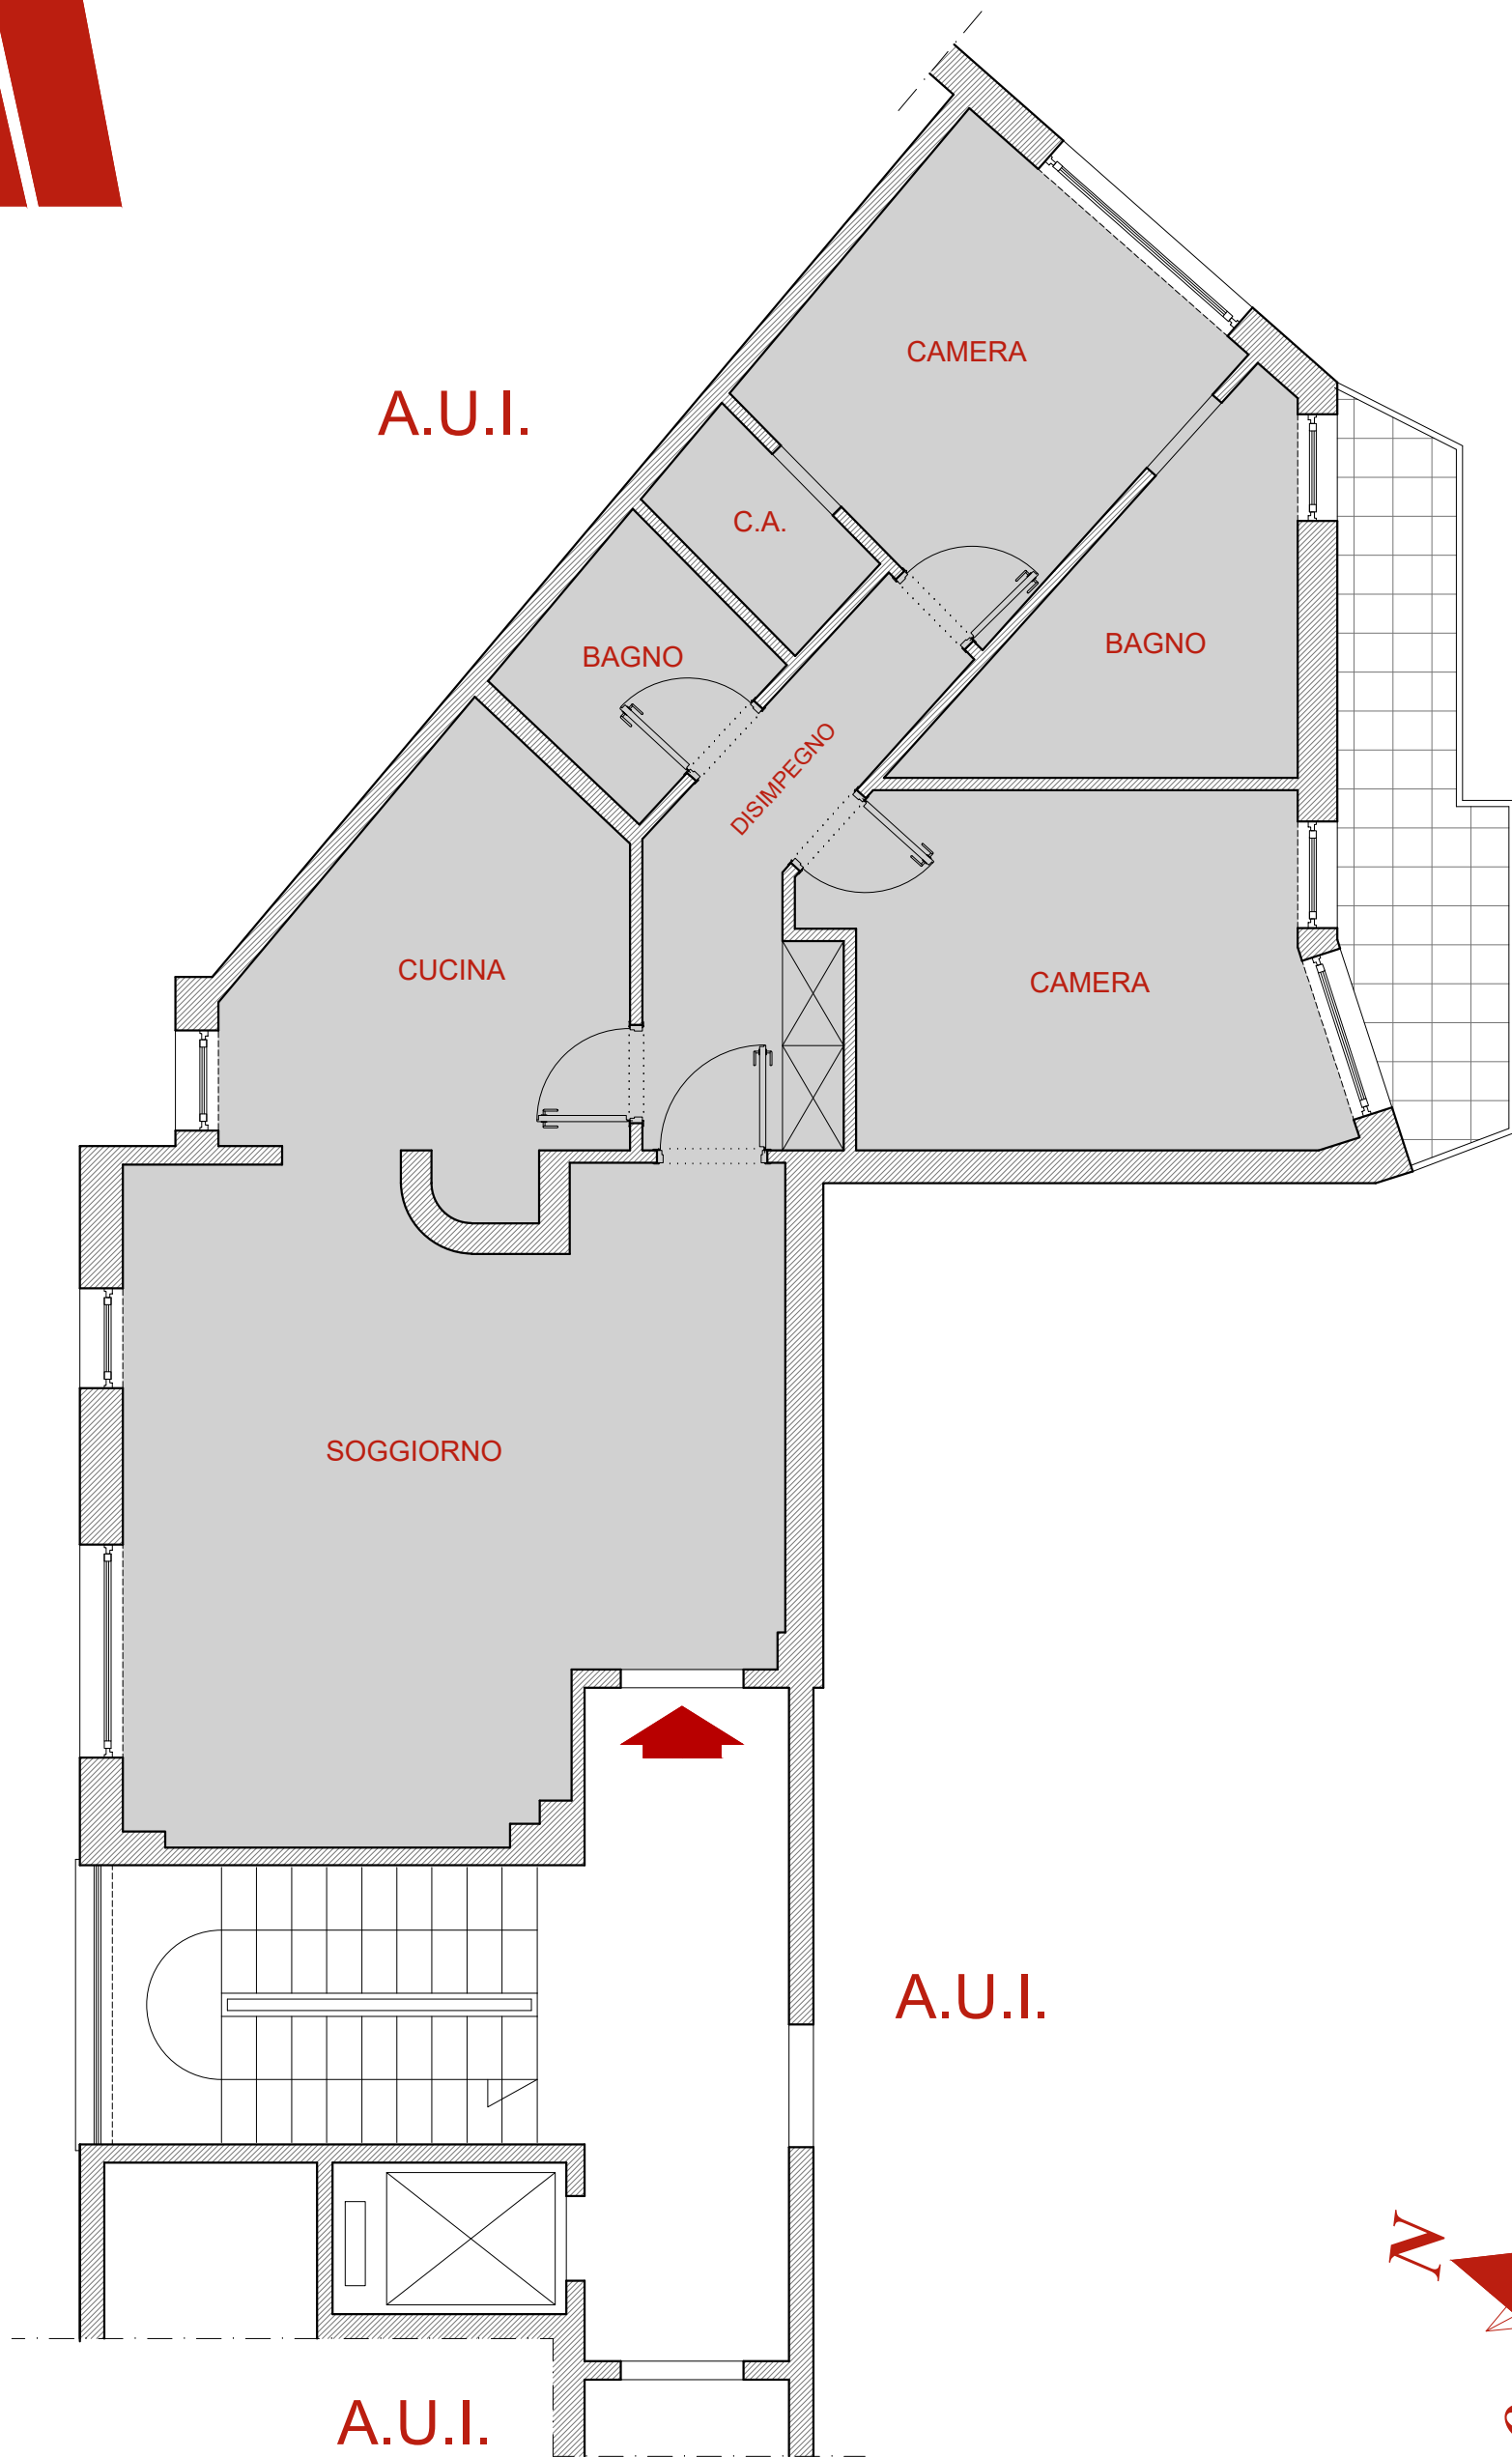 CAMERA
A.U.I.
C.A.
BAGNO
BAGNO
DISIMPEGNO
CUCINA
CAMERA
SOGGIORNO
A.U.I.
N
A.U.I.